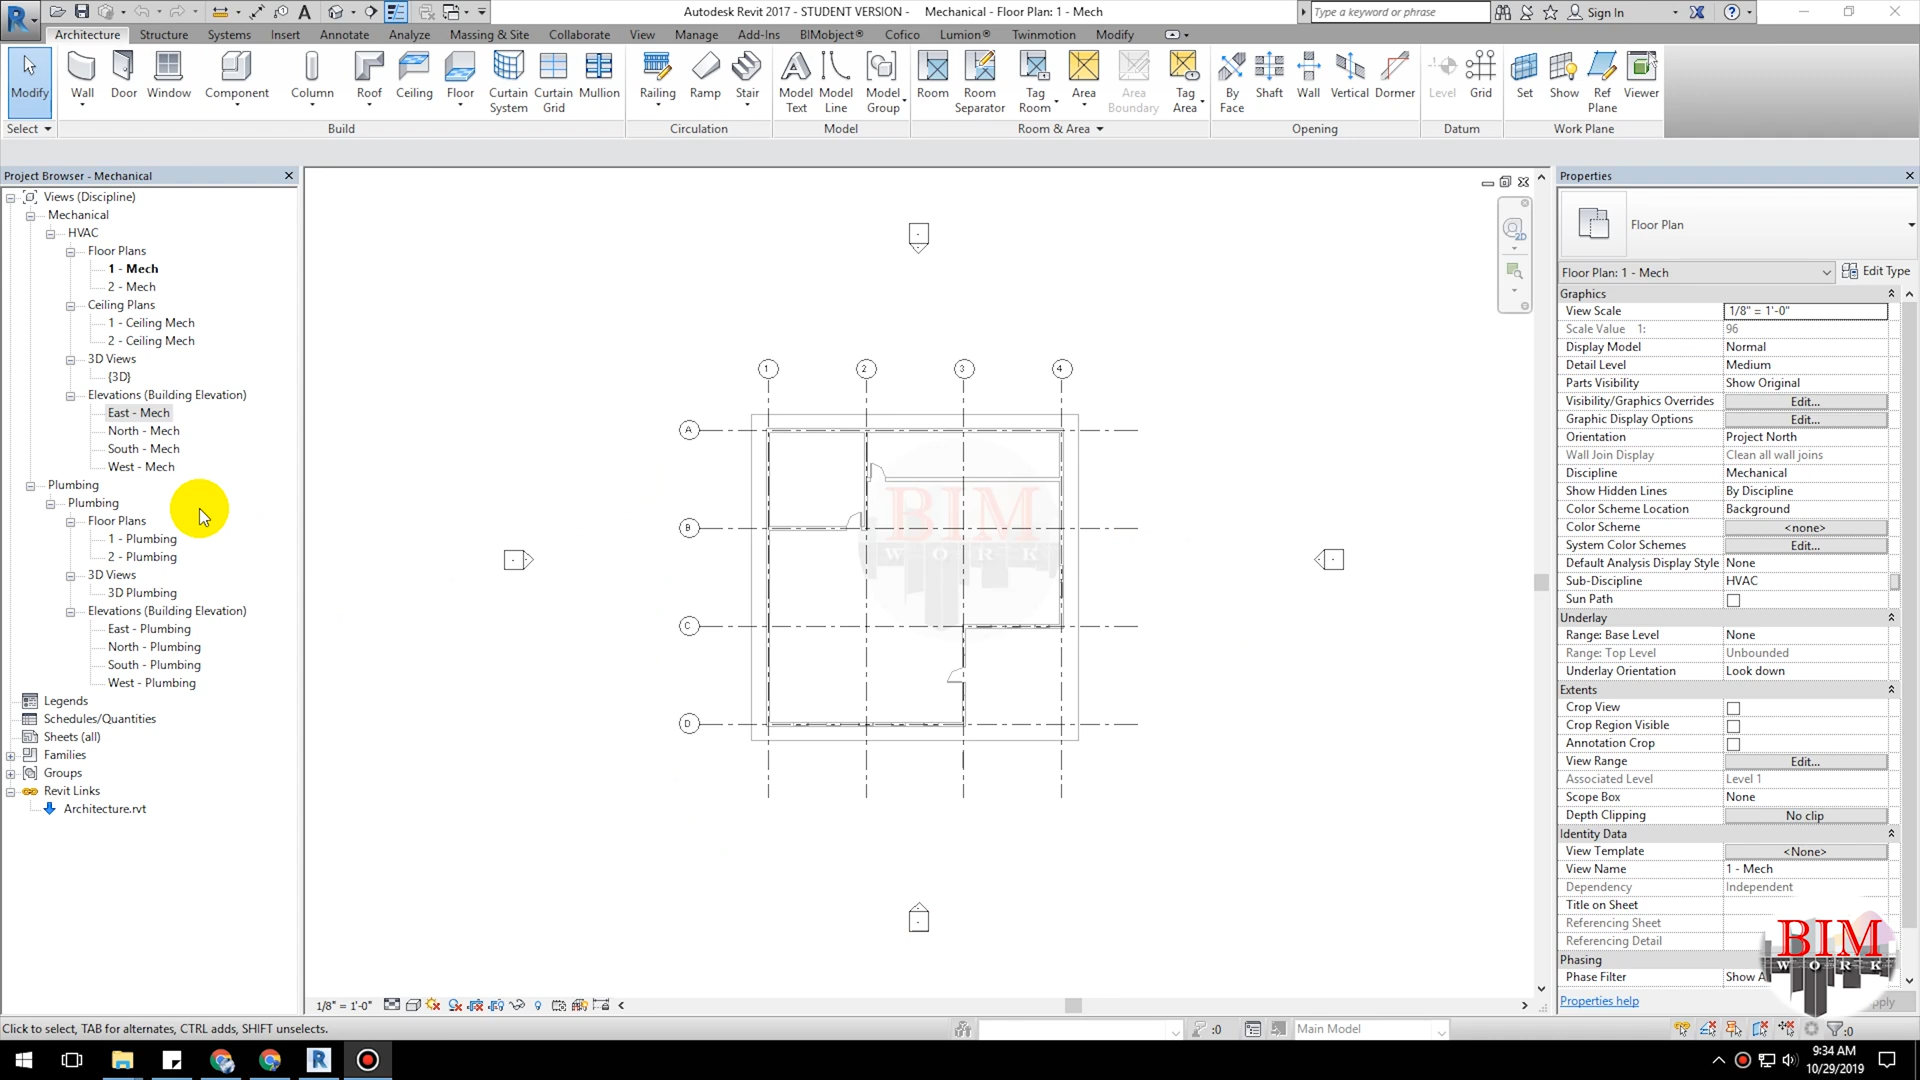 Autodesk Revit 2017 - STUDENT VERSION - Mechanical - Floor Plan: 1 - Mech
Type a keyword or phrase
Sign In
Architecture Structure Systems Insert Annotate Analyze Massing & Site Collaborate View Manage Add-Ins BIMobject® Cofico Lumion® Twinmotion Modify
Modify Wall Door Window Component Column Roof Ceiling Floor Curtain System Curtain Grid Mullion Railing Ramp Stair Model Text Model Line Model Group Room Room Separator Tag Room Area Area Boundary Tag Area By Face Shaft Wall Vertical Dormer Level Grid Set Show Ref Plane Viewer
Select Build Circulation Model Room & Area Opening Datum Work Plane
Project Browser - Mechanical
Views (Discipline)
Mechanical
HVAC
Floor Plans
1 - Mech
2 - Mech
Ceiling Plans
1 - Ceiling Mech
2 - Ceiling Mech
3D Views
{3D}
Elevations (Building Elevation)
East - Mech
North - Mech
South - Mech
West - Mech
Plumbing
Plumbing
Floor Plans
1 - Plumbing
2 - Plumbing
3D Views
3D Plumbing
Elevations (Building Elevation)
East - Plumbing
North - Plumbing
South - Plumbing
West - Plumbing
Legends
Schedules/Quantities
Sheets (all)
Families
Groups
Revit Links
Architecture.rvt
2D
1 2 3 4
A
B
C
D
BIM
WORK
Properties
Floor Plan
Floor Plan: 1 - Mech Edit Type
Graphics
View Scale 1/8" = 1'-0"
Scale Value 1: 96
Display Model Normal
Detail Level Medium
Parts Visibility Show Original
Visibility/Graphics Overrides Edit...
Graphic Display Options Edit...
Orientation Project North
Wall Join Display Clean all wall joins
Discipline Mechanical
Show Hidden Lines By Discipline
Color Scheme Location Background
Color Scheme <none>
System Color Schemes Edit...
Default Analysis Display Style None
Sub-Discipline HVAC
Sun Path
Underlay
Range: Base Level None
Range: Top Level Unbounded
Underlay Orientation Look down
Extents
Crop View
Crop Region Visible
Annotation Crop
View Range Edit...
Associated Level Level 1
Scope Box None
Depth Clipping No clip
Identity Data
View Template <None>
View Name 1 - Mech
Dependency Independent
Title on Sheet
Referencing Sheet
Referencing Detail
Phasing
Phase Filter Show A
Properties help
BIM
WORK
1/8" = 1'-0"
Click to select, TAB for alternates, CTRL adds, SHIFT unselects.
:0
Main Model
:0
9:34 AM
10/29/2019